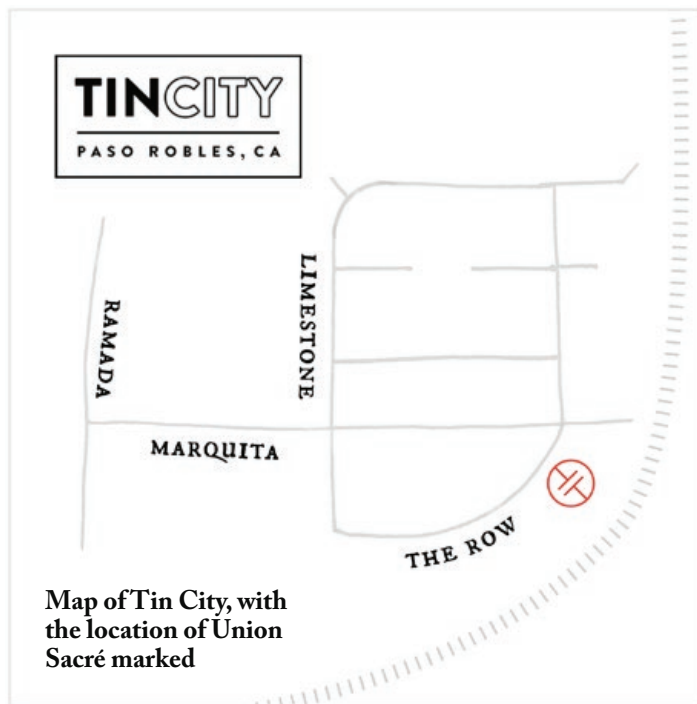 TINCITY
PASO ROBLES, CA
LIMESTONE
RAMADA
MARQUITA
THE ROW
Map of Tin City, with
the location of Union
Sacré marked